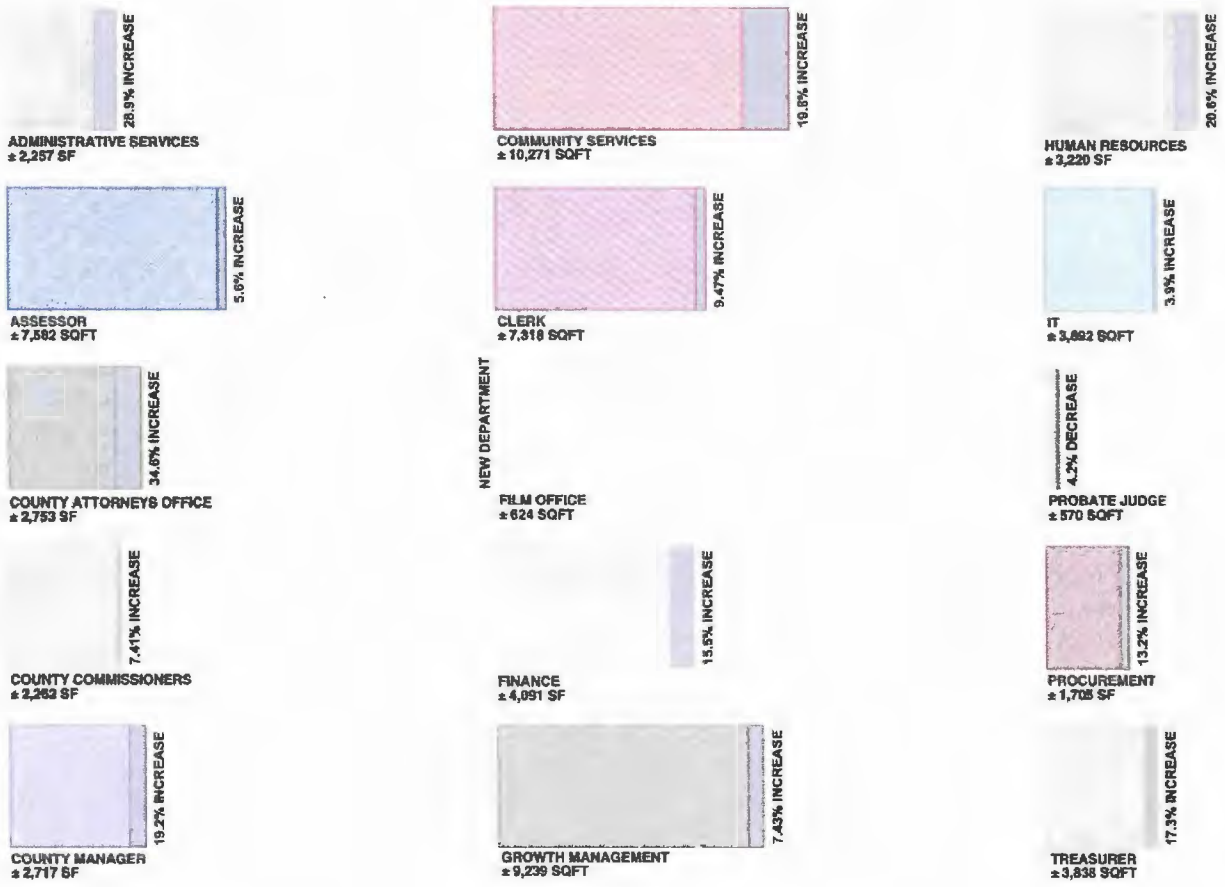 28.9% INCREASE
ADMINISTRATIVE SERVICES
± 2,257 SF
5.6% INCREASE
ASSESSOR
± 7,582 SQFT
34.6% INCREASE
COUNTY ATTORNEYS OFFICE
± 2,753 SF
7.41% INCREASE
COUNTY COMMISSIONERS
± 2,262 SF
19.2% INCREASE
COUNTY MANAGER
± 2,717 SF
19.8% INCREASE
COMMUNITY SERVICES
± 10,271 SQFT
9.47% INCREASE
CLERK
± 7,318 SQFT
NEW DEPARTMENT
FILM OFFICE
± 624 SQFT
15.5% INCREASE
FINANCE
± 4,091 SF
7.43% INCREASE
GROWTH MANAGEMENT
± 9,239 SQFT
20.6% INCREASE
HUMAN RESOURCES
± 3,220 SF
3.9% INCREASE
IT
± 3,692 SQFT
4.2% DECREASE
PROBATE JUDGE
± 570 SQFT
13.2% INCREASE
PROCUREMENT
± 1,705 SF
17.3% INCREASE
TREASURER
± 3,838 SQFT